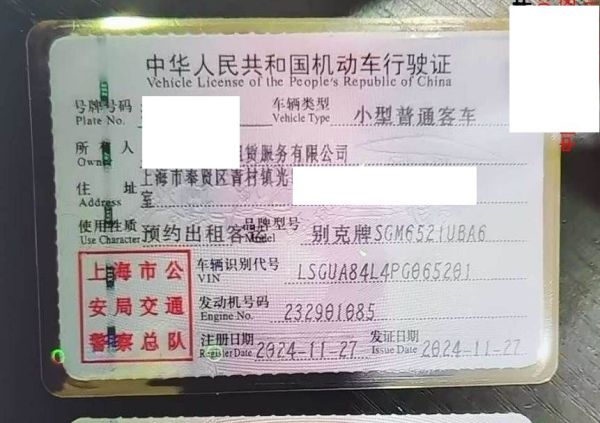 中华人民共和国机动车行驶证
Vehicle License of the People's Republic of China
号牌号码 车辆类型 小型普通客车
Plate No. Vehicle Type
所有人 赁服务有限公司
Owner
住址 上海市奉贤区青村镇光
Address 室
使用性质 预约出租客运 品牌型号 别克牌SGM6521UBA6
Use Character Model
上海市公安局交通警察总队
车辆识别代号 LSGUA84L4PG065201
VIN
发动机号码 232901085
Engine No.
注册日期 2024-11-27 发证日期 2024-11-27
Register Date Issue Date